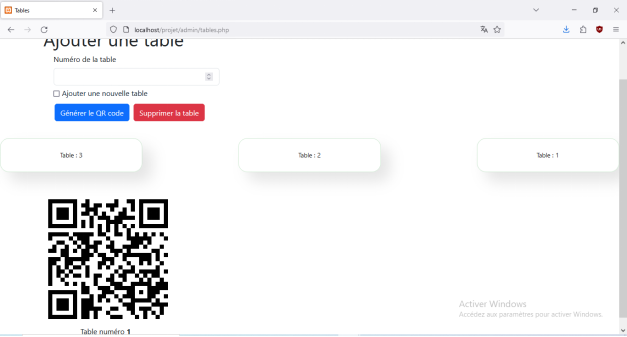 Tables
localhost/projet/admin/tables.php
Ajouter une table
Numéro de la table
Ajouter une nouvelle table
Générer le QR code
Supprimer la table
Table : 3
Table : 2
Table : 1
Activer Windows
Accédez aux paramètres pour activer Windows.
Table numéro 1